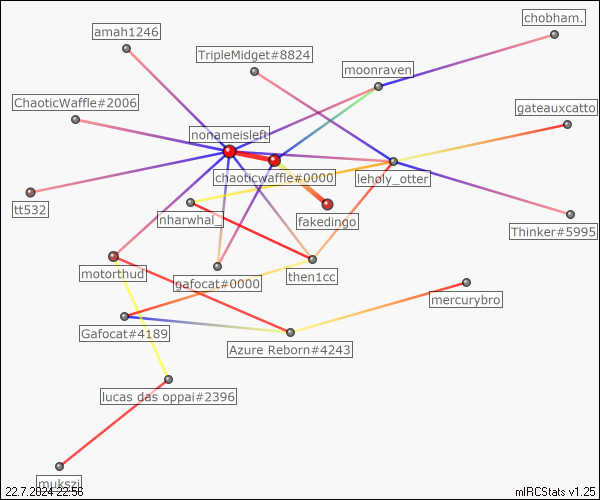 chobham.
amah1246
TripleMidget#8824
moonraven
ChaoticWaffle#2006
gateauxcatto
nonameisleft
chaoticwaffle#0000
leholy_otter
tt532
nharwhal_
fakedingo
Thinker#5995
motorthud
gafocat#0000
then1cc
mercurybro
Gafocat#4189
Azure Reborn#4243
lucas das oppai#2396
mukszi
22.7.2024 22:56
mIRCStats v1.25